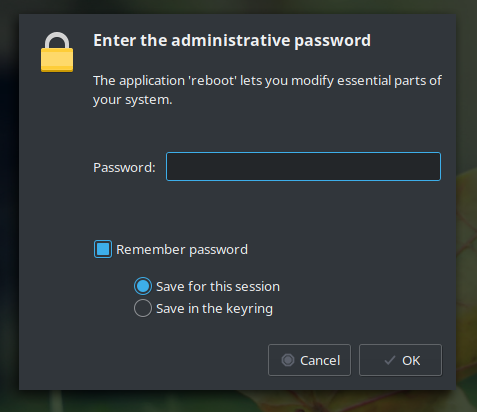 Enter the administrative password
The application 'reboot' lets you modify essential parts of
your system.
Password:
Remember password
Save for this session
Save in the keyring
Cancel
OK